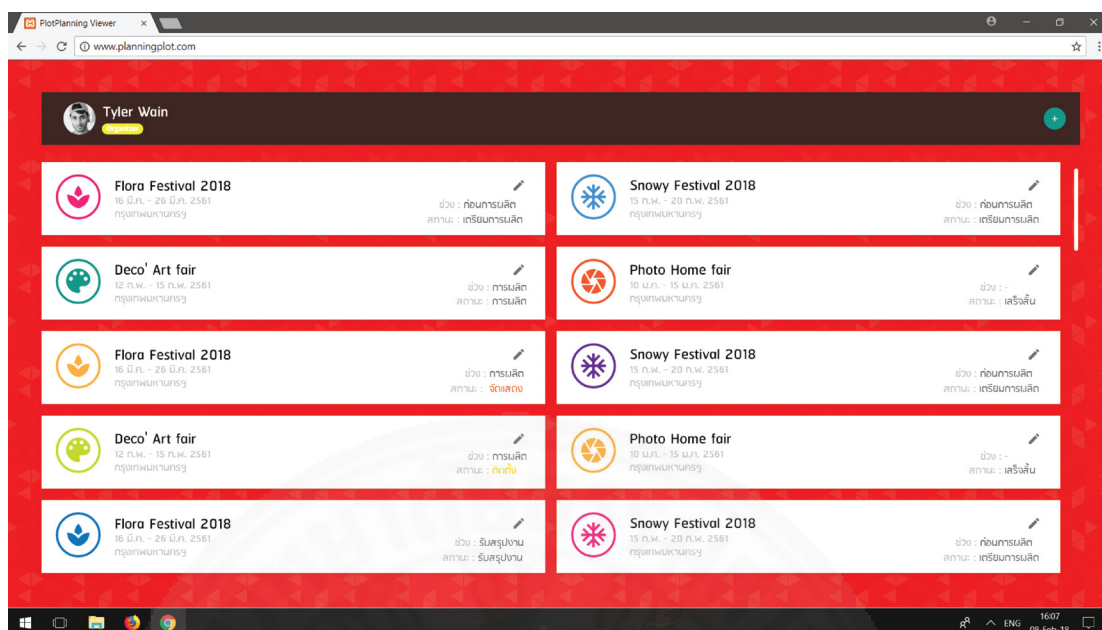 PlotPlanning Viewer
www.planningplot.com
Tyler Wain
Organizer
Flora Festival 2018
16 มี.ค. - 26 มี.ค. 2561
กรุงเทพมหานครฯ
ช่วง : ก่อนการผลิต
สถานะ : เตรียมการผลิต
Snowy Festival 2018
15 ก.พ. - 20 ก.พ. 2561
กรุงเทพมหานครฯ
ช่วง : ก่อนการผลิต
สถานะ : เตรียมการผลิต
Deco' Art fair
12 ก.พ. - 15 ก.พ. 2561
กรุงเทพมหานครฯ
ช่วง : การผลิต
สถานะ : การผลิต
Photo Home fair
10 ม.ค. - 15 ม.ค. 2561
กรุงเทพมหานครฯ
ช่วง : -
สถานะ : เสร็จสิ้น
Flora Festival 2018
16 มี.ค. - 26 มี.ค. 2561
กรุงเทพมหานครฯ
ช่วง : การผลิต
สถานะ : จัดแสดง
Snowy Festival 2018
15 ก.พ. - 20 ก.พ. 2561
กรุงเทพมหานครฯ
ช่วง : ก่อนการผลิต
สถานะ : เตรียมการผลิต
Deco' Art fair
12 ก.พ. - 15 ก.พ. 2561
กรุงเทพมหานครฯ
ช่วง : การผลิต
สถานะ : ติดตั้ง
Photo Home fair
10 ม.ค. - 15 ม.ค. 2561
กรุงเทพมหานครฯ
ช่วง : -
สถานะ : เสร็จสิ้น
Flora Festival 2018
16 มี.ค. - 26 มี.ค. 2561
กรุงเทพมหานครฯ
ช่วง : รับสรุปงาน
สถานะ : รับสรุปงาน
Snowy Festival 2018
15 ก.พ. - 20 ก.พ. 2561
กรุงเทพมหานครฯ
ช่วง : ก่อนการผลิต
สถานะ : เตรียมการผลิต
ENG
16:07
08-Feb-18